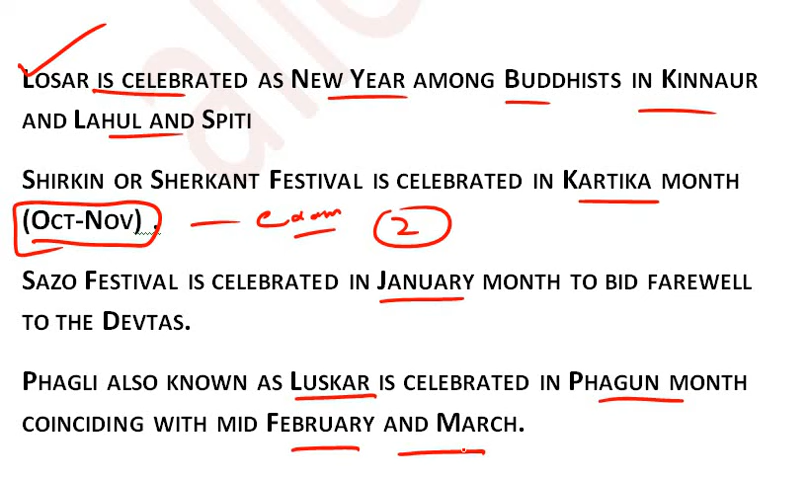 LOSAR IS CELEBRATED AS NEW YEAR AMONG BUDDHISTS IN KINNAUR
AND LAHUL AND SPITI
SHIRKIN OR SHERKANT FESTIVAL IS CELEBRATED IN KARTIKA MONTH
(OCT-NOV) . — Exam 2
SAZO FESTIVAL IS CELEBRATED IN JANUARY MONTH TO BID FAREWELL
TO THE DEVTAS.
PHAGLI ALSO KNOWN AS LUSKAR IS CELEBRATED IN PHAGUN MONTH
COINCIDING WITH MID FEBRUARY AND MARCH.